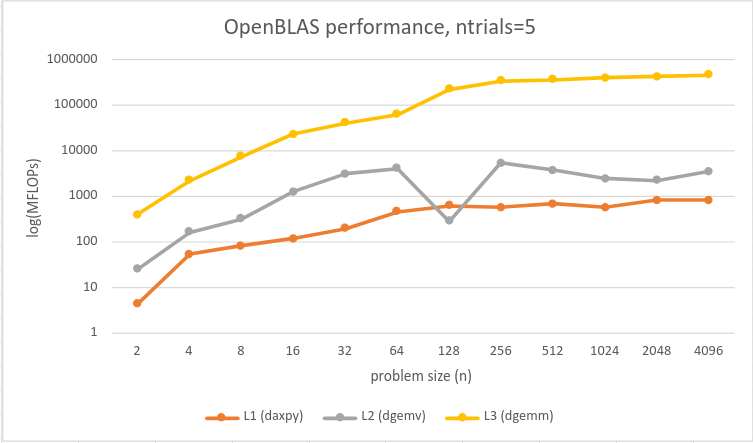 OpenBLAS performance, ntrials=5
1000000
100000
10000
1000
100
10
1
log(MFLOPs)
2 4 8 16 32 64 128 256 512 1024 2048 4096
problem size (n)
L1 (daxpy) L2 (dgemv) L3 (dgemm)